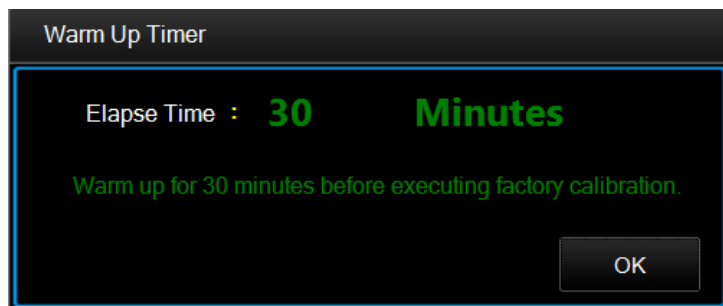 Warm Up Timer
Elapse Time : 30 Minutes
Warm up for 30 minutes before executing factory calibration.
OK